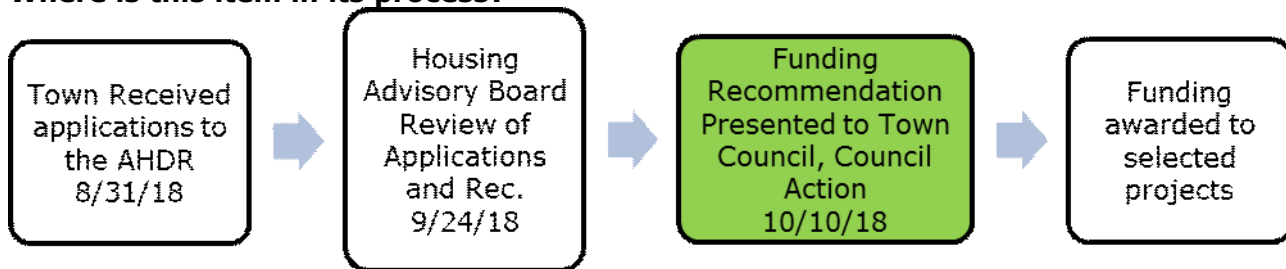 Where is this item in its process?
Town Received
applications to
the AHDR
8/31/18
Housing
Advisory Board
Review of
Applications
and Rec.
9/24/18
Funding
Recommendation
Presented to Town
Council, Council
Action
10/10/18
Funding
awarded to
selected
projects